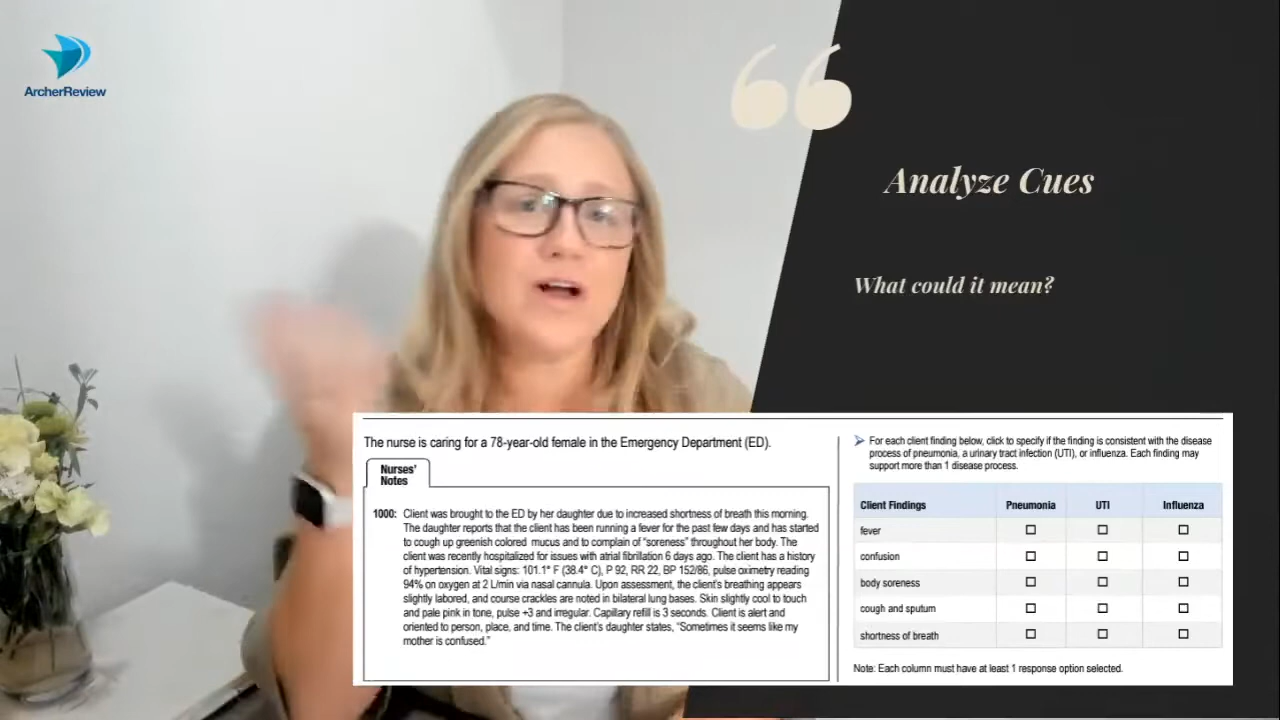 ArcherReview
Analyze Cues
What could it mean?
The nurse is caring for a 78-year-old female in the Emergency Department (ED).
Nurses'
Notes
1000: Client was brought to the ED by her daughter due to increased shortness of breath this morning.
The daughter reports that the client has been running a fever for the past few days and has started
to cough up greenish colored mucus and to complain of "soreness" throughout her body. The
client was recently hospitalized for issues with atrial fibrillation 6 days ago. The client has a history
of hypertension. Vital signs: 101.1° F (38.4° C), P 92, RR 22, BP 152/86, pulse oximetry reading
94% on oxygen at 2 L/min via nasal cannula. Upon assessment, the client's breathing appears
slightly labored, and course crackles are noted in bilateral lung bases. Skin slightly cool to touch
and pale pink in tone, pulse +3 and irregular. Capillary refill is 3 seconds. Client is alert and
oriented to person, place, and time. The client's daughter states, "Sometimes it seems like my
mother is confused."
➢ For each client finding below, click to specify if the finding is consistent with the disease
process of pneumonia, a urinary tract infection (UTI), or influenza. Each finding may
support more than 1 disease process.
Client Findings Pneumonia UTI Influenza
fever ☐ ☐ ☐
confusion ☐ ☐ ☐
body soreness ☐ ☐ ☐
cough and sputum ☐ ☐ ☐
shortness of breath ☐ ☐ ☐
Note: Each column must have at least 1 response option selected.